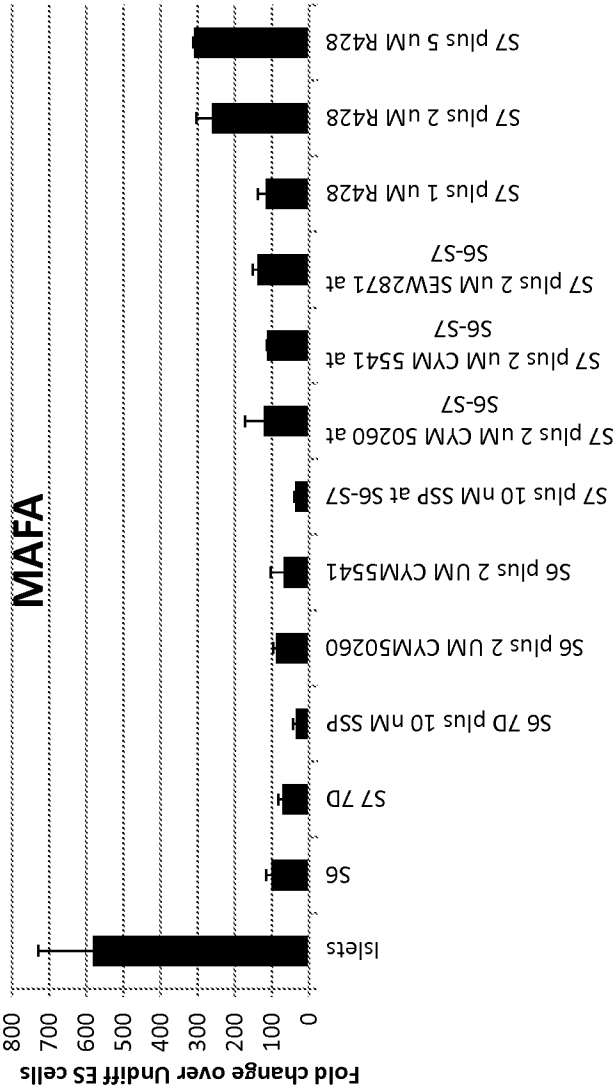 MAFA
Fold change over Undiff ES cells
800
700
600
500
400
300
200
100
0
Islets
S6
S7 7D
S6 7D plus 10 nM SSP
S6 plus 2 UM CYM50260
S6 plus 2 UM CYM5541
S7 plus 10 nM SSP at S6-S7
S7 plus 2 uM CYM 50260 at
S6-S7
S7 plus 2 uM CYM 5541 at
S6-S7
S7 plus 2 uM SEW2871 at
S6-S7
S7 plus 1 uM R428
S7 plus 2 uM R428
S7 plus 5 uM R428